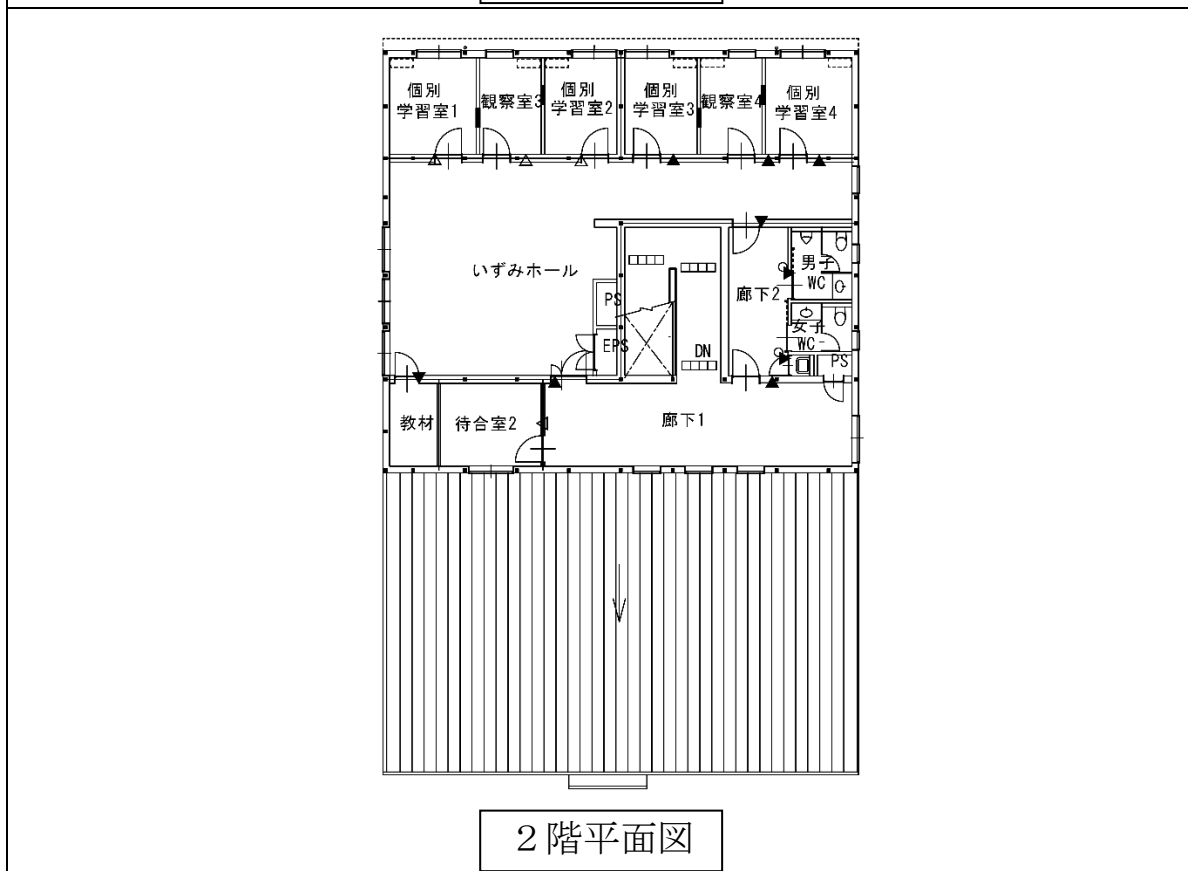 個別
学習室1
観察室3
個別
学習室2
個別
学習室3
観察室4
個別
学習室4
いずみホール
PS
EPS
DN
廊下2
男子
WC
女子
WC
PS
教材
待合室2
廊下1
２階平面図